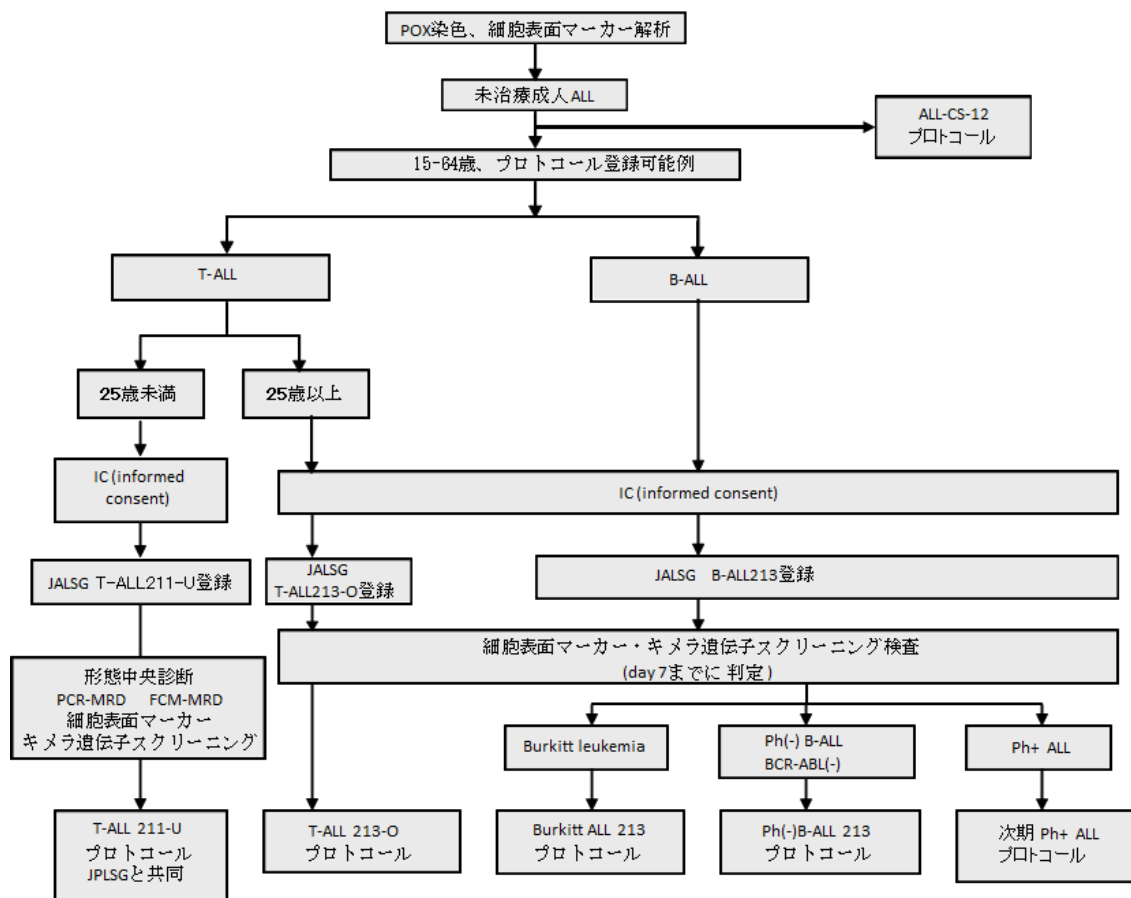 POX染色、細胞表面マーカー解析
未治療成人ALL
ALL-CS-12
プロトコール
15-64歳、プロトコール登録可能例
T-ALL
B-ALL
25歳未満
25歳以上
IC (informed
consent)
IC (informed consent)
JALSG T-ALL211-U登録
JALSG
T-ALL213-O登録
JALSG B-ALL213登録
細胞表面マーカー・キメラ遺伝子スクリーニング検査
(day 7までに 判定)
形態中央診断
PCR-MRD FCM-MRD
細胞表面マーカー
キメラ遺伝子スクリーニング
Burkitt leukemia
Ph(-) B-ALL
BCR-ABL(-)
Ph+ ALL
T-ALL 211-U
プロトコール
JPLSGと共同
T-ALL 213-O
プロトコール
Burkitt ALL 213
プロトコール
Ph(-)B-ALL 213
プロトコール
次期 Ph+ ALL
プロトコール